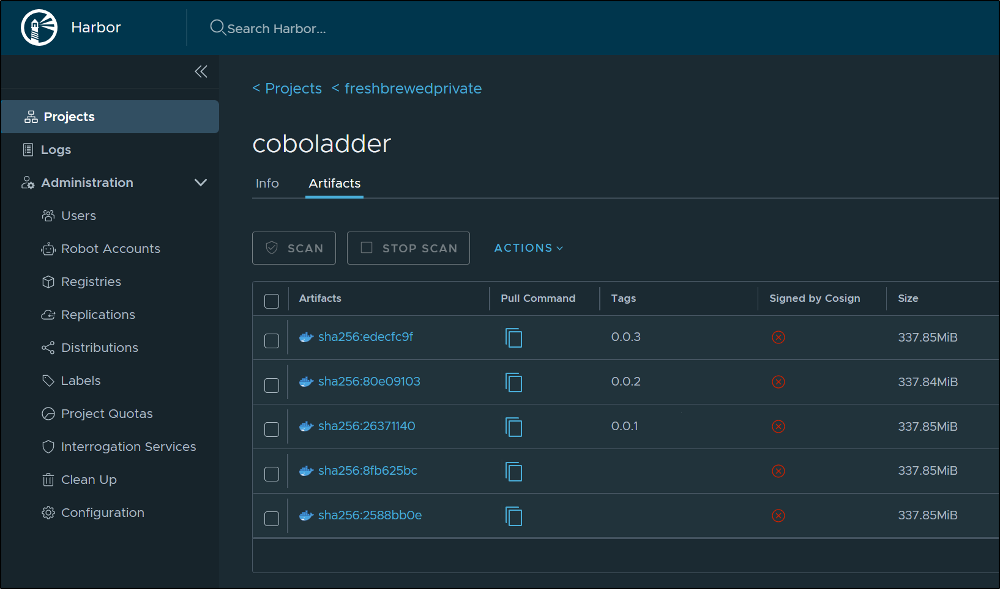 Harbor
Search Harbor...
Projects
Logs
Administration
Users
Robot Accounts
Registries
Replications
Distributions
Labels
Project Quotas
Interrogation Services
Clean Up
Configuration
< Projects < freshbrewedprivate
coboladder
Info Artifacts
SCAN STOP SCAN ACTIONS
Artifacts Pull Command Tags Signed by Cosign Size
sha256:edecfc9f 0.0.3 337.85MiB
sha256:80e09103 0.0.2 337.84MiB
sha256:26371140 0.0.1 337.85MiB
sha256:8fb625bc 337.85MiB
sha256:2588bb0e 337.85MiB